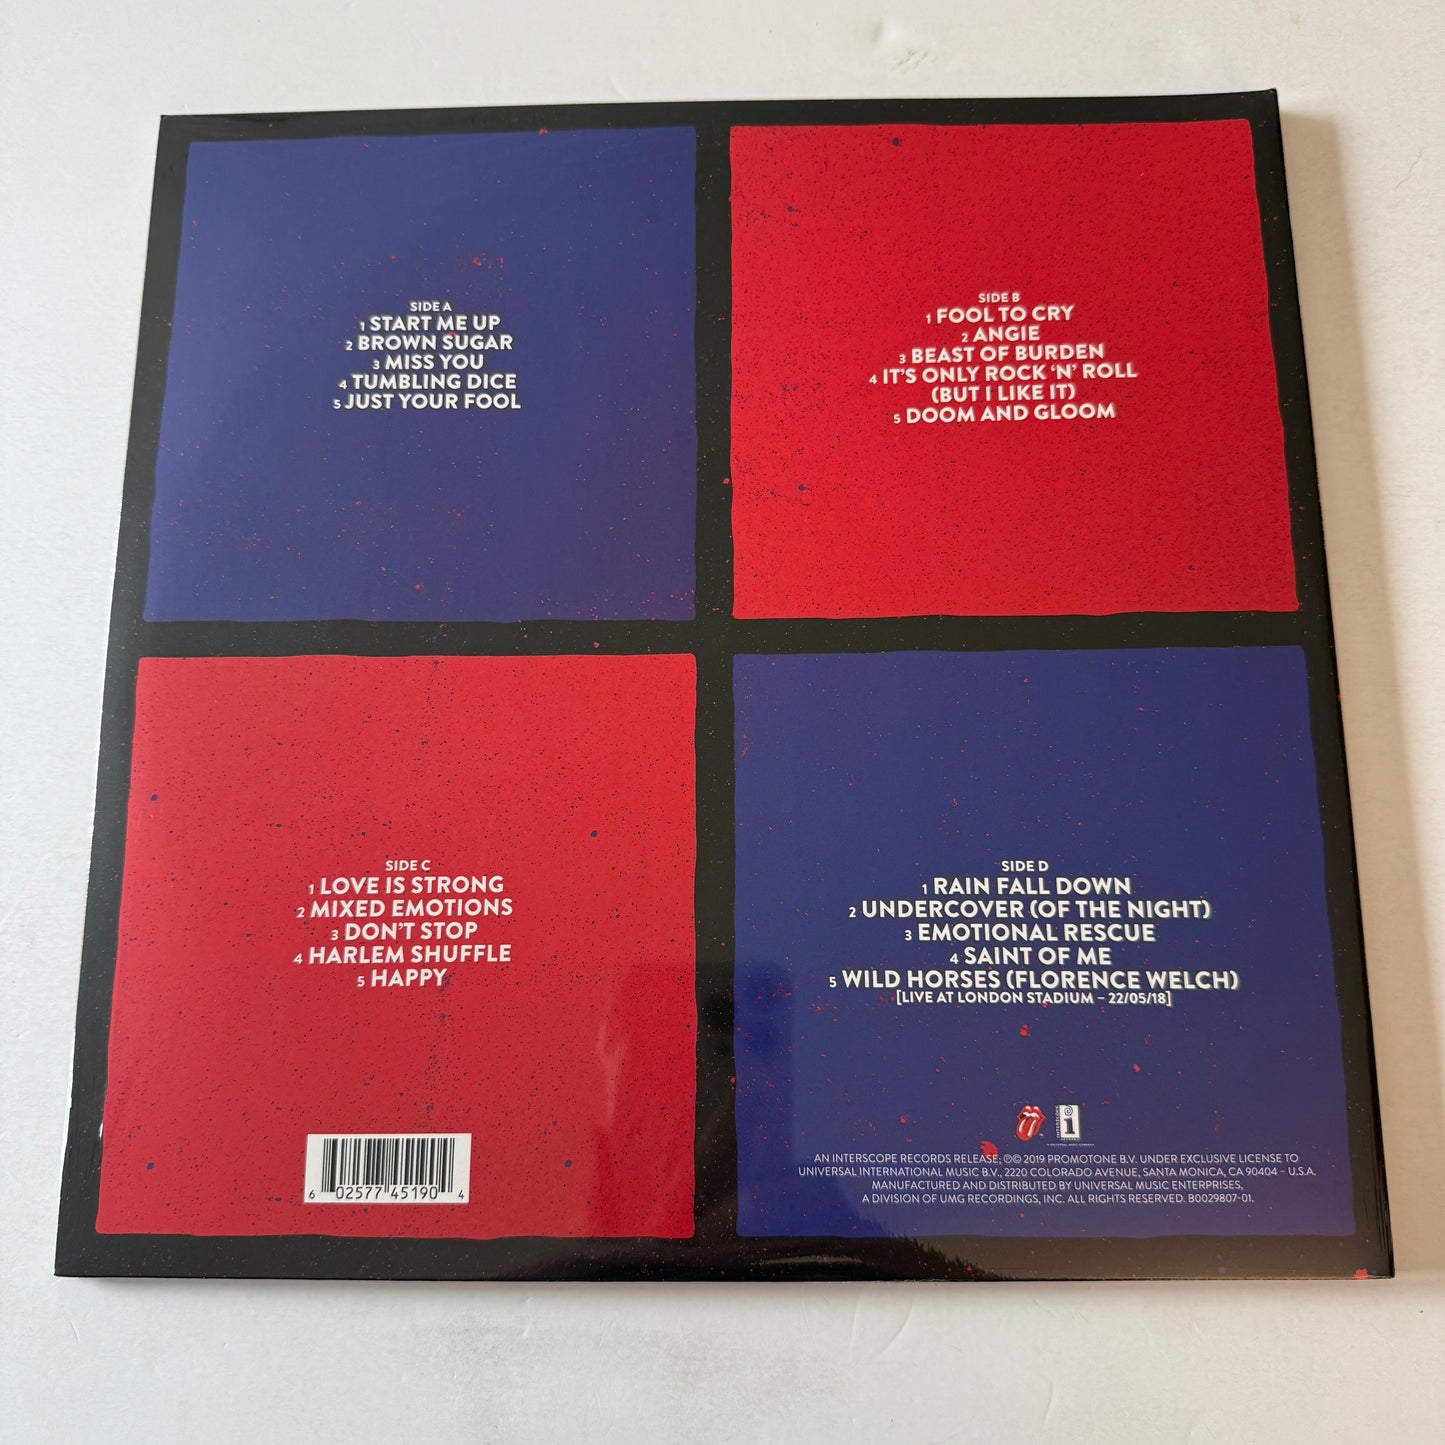 SIDE A
1 START ME UP
2 BROWN SUGAR
3 MISS YOU
4 TUMBLING DICE
5 JUST YOUR FOOL
SIDE B
1 FOOL TO CRY
2 ANGIE
3 BEAST OF BURDEN
4 IT'S ONLY ROCK 'N' ROLL
(BUT I LIKE IT)
5 DOOM AND GLOOM
SIDE C
1 LOVE IS STRONG
2 MIXED EMOTIONS
3 DON'T STOP
4 HARLEM SHUFFLE
5 HAPPY
SIDE D
1 RAIN FALL DOWN
2 UNDERCOVER (OF THE NIGHT)
3 EMOTIONAL RESCUE
4 SAINT OF ME
5 WILD HORSES (FLORENCE WELCH)
[LIVE AT LONDON STADIUM – 22/05/18]
6 02577 45190 4
INTERSCOPE
i
RECORDS
A UNIVERSAL MUSIC COMPANY
AN INTERSCOPE RECORDS RELEASE; ℗© 2019 PROMOTONE B.V. UNDER EXCLUSIVE LICENSE TO
UNIVERSAL INTERNATIONAL MUSIC B.V., 2220 COLORADO AVENUE, SANTA MONICA, CA 90404 – U.S.A.
MANUFACTURED AND DISTRIBUTED BY UNIVERSAL MUSIC ENTERPRISES,
A DIVISION OF UMG RECORDINGS, INC. ALL RIGHTS RESERVED. B0029807-01.